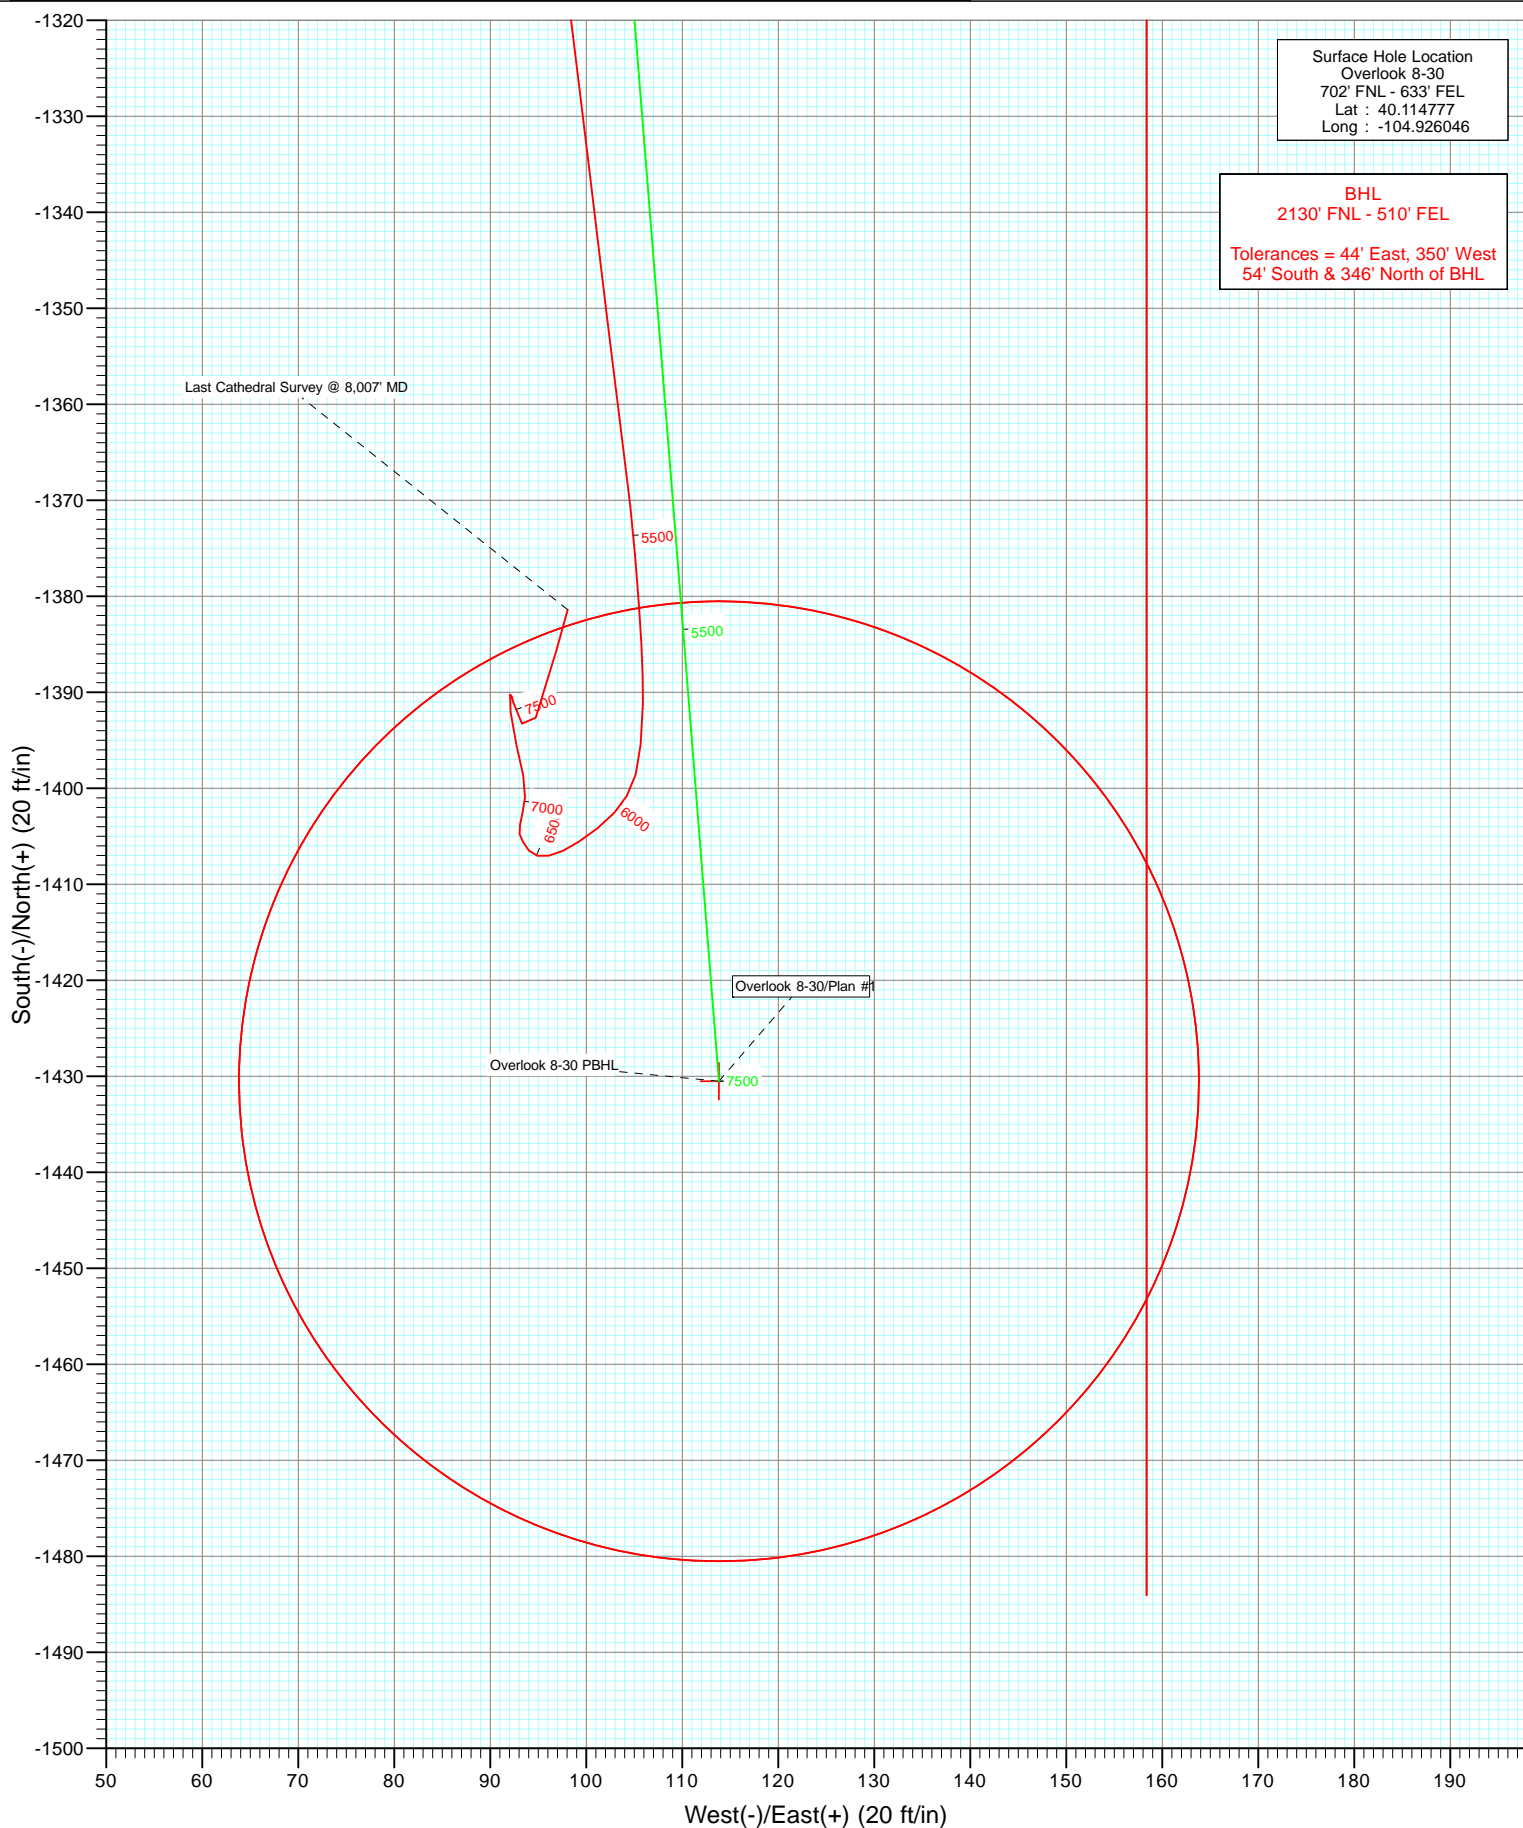 -1320
-1330
-1340
-1350
-1360
-1370
-1380
-1390
-1400
-1410
-1420
-1430
-1440
-1450
-1460
-1470
-1480
-1490
-1500
South(-)/North(+) (20 ft/in)
Surface Hole Location
Overlook 8-30
702' FNL - 633' FEL
Lat : 40.114777
Long : -104.926046
BHL
2130' FNL - 510' FEL
Tolerances = 44' East, 350' West
54' South & 346' North of BHL
Last Cathedral Survey @ 8,007' MD
5500
5500
7500
7000
650
6000
Overlook 8-30/Plan #1
Overlook 8-30 PBHL
7500
50
60
70
80
90
100
110
120
130
140
150
160
170
180
190
West(-)/East(+) (20 ft/in)